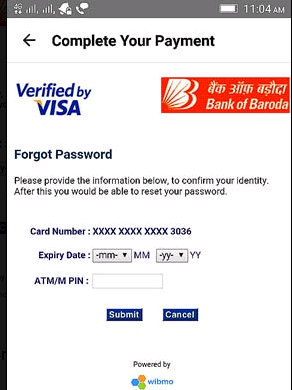 11:04 AM
Complete Your Payment
Verified by
VISA
बैंक ऑफ़ बड़ौदा
Bank of Baroda
Forgot Password
Please provide the information below, to confirm your identity.
After this you would be able to reset your password.
Card Number : XXXX XXXX XXXX 3036
Expiry Date : -mm- MM -yy- YY
ATM/M PIN :
Submit Cancel
Powered by
wibmo